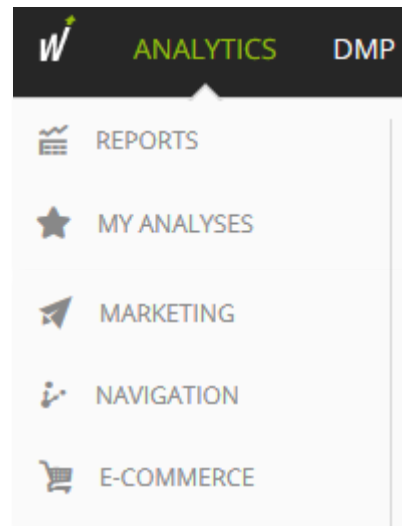 ANALYTICS DMP
REPORTS
MY ANALYSES
MARKETING
NAVIGATION
E-COMMERCE